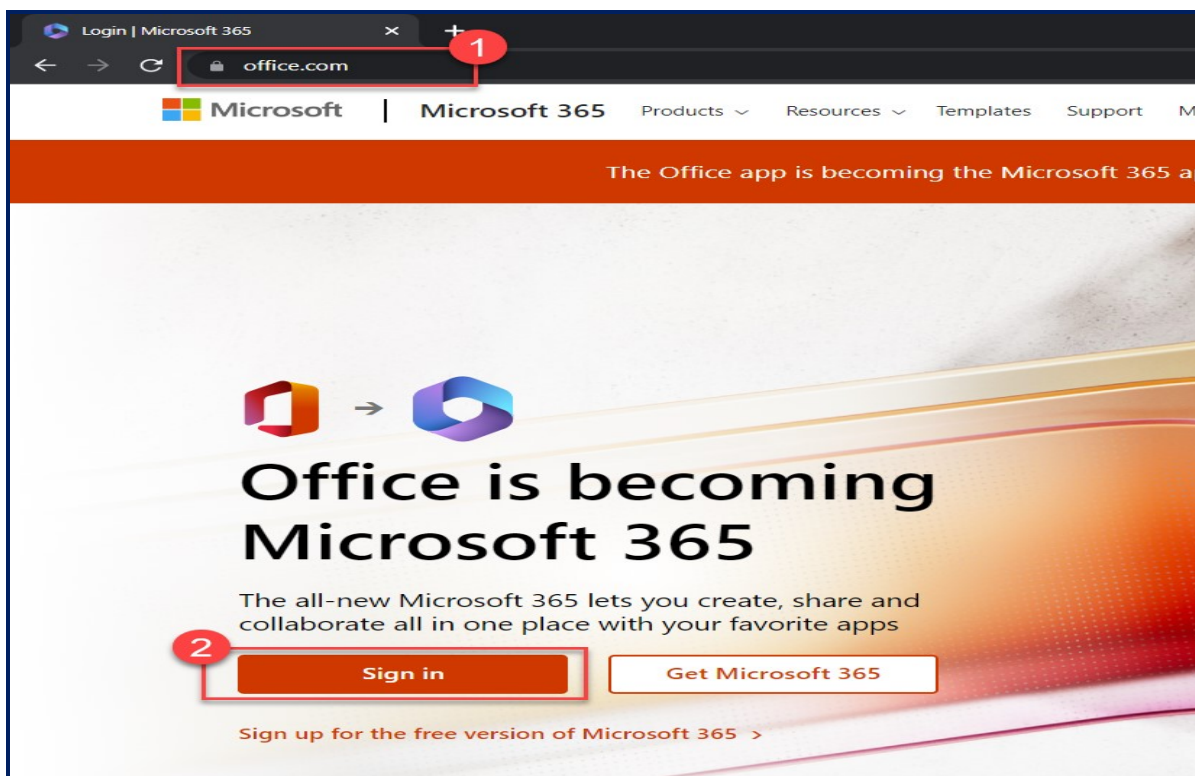 Login | Microsoft 365
1
office.com
Microsoft | Microsoft 365 Products Resources Templates Support M
The Office app is becoming the Microsoft 365 a
Office is becoming
Microsoft 365
The all-new Microsoft 365 lets you create, share and
collaborate all in one place with your favorite apps
2
Sign in Get Microsoft 365
Sign up for the free version of Microsoft 365 >